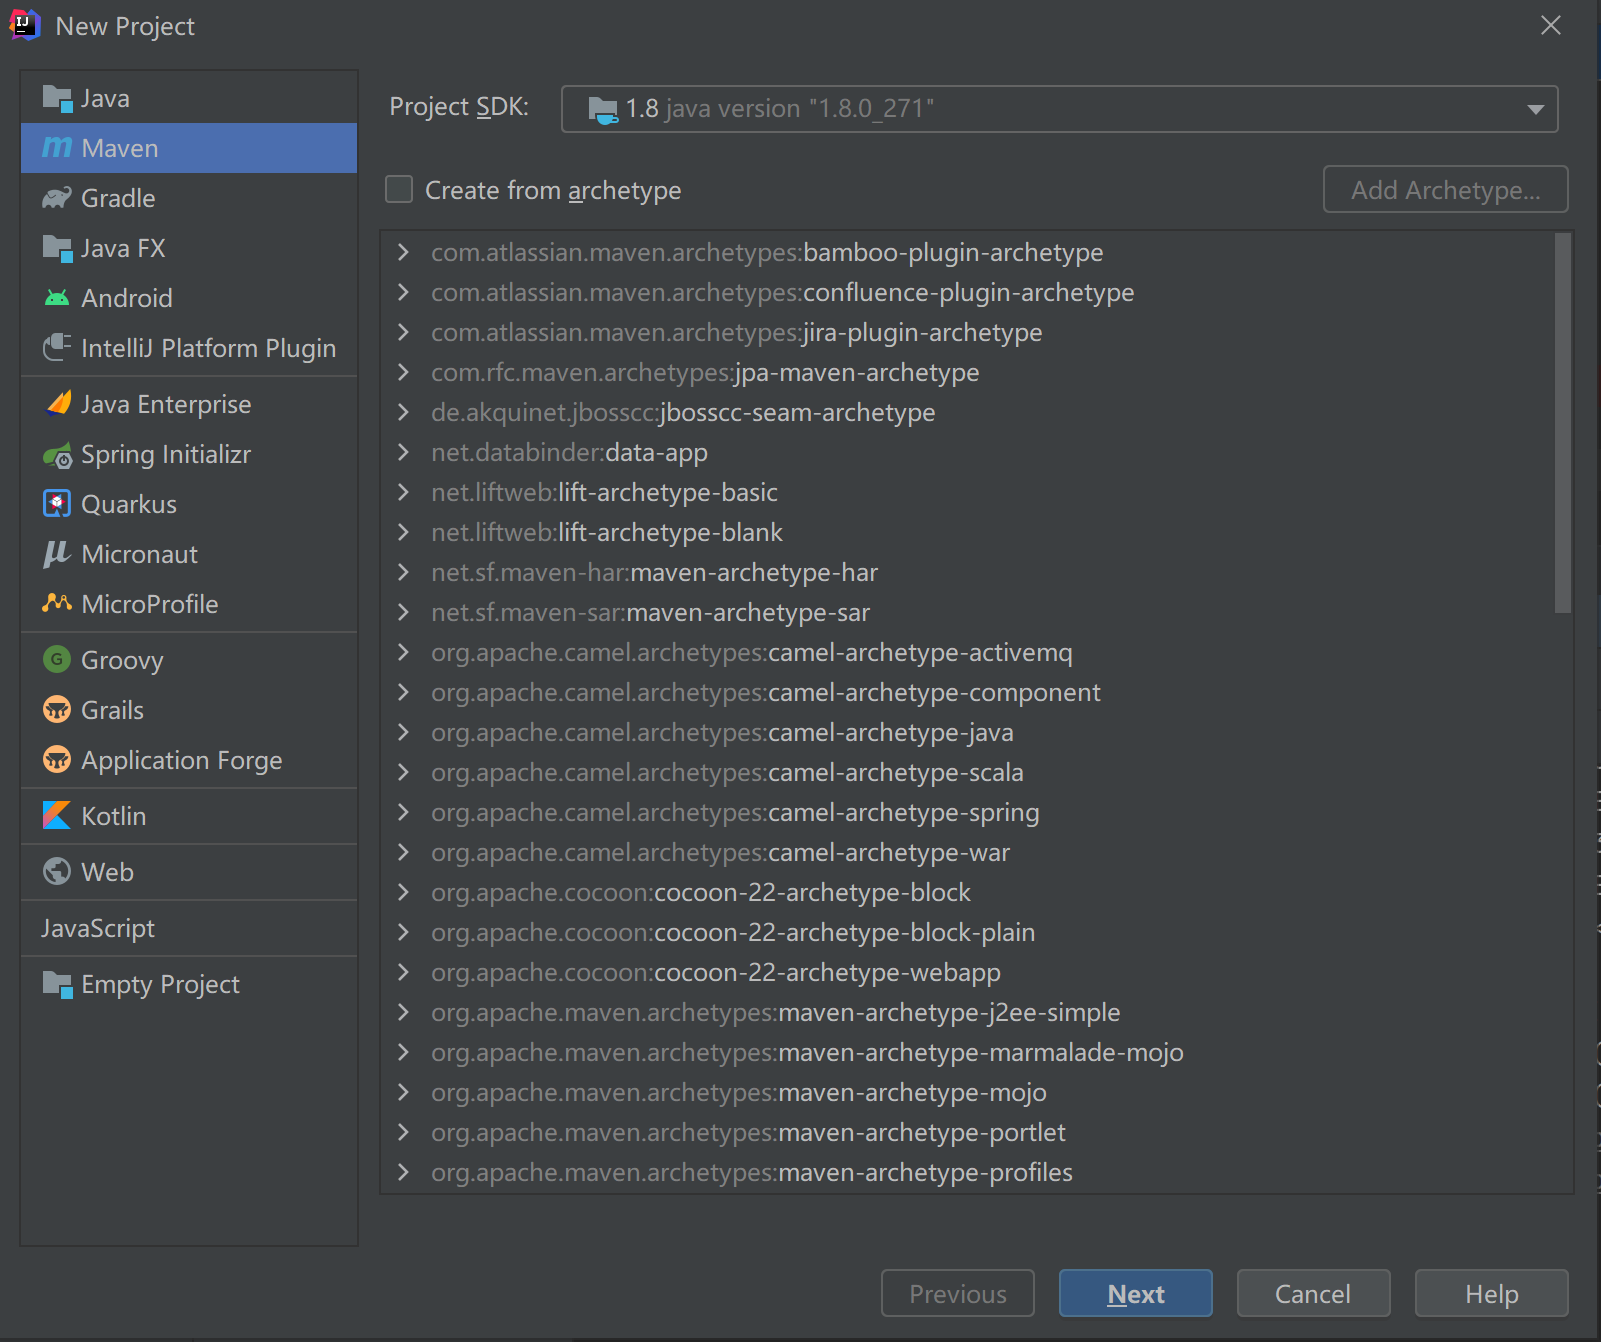 New Project
Java
Maven
Gradle
Java FX
Android
IntelliJ Platform Plugin
Java Enterprise
Spring Initializr
Quarkus
Micronaut
MicroProfile
Groovy
Grails
Application Forge
Kotlin
Web
JavaScript
Empty Project
Project SDK: 1.8 java version "1.8.0_271"
Create from archetype Add Archetype...
com.atlassian.maven.archetypes:bamboo-plugin-archetype
com.atlassian.maven.archetypes:confluence-plugin-archetype
com.atlassian.maven.archetypes:jira-plugin-archetype
com.rfc.maven.archetypes:jpa-maven-archetype
de.akquinet.jbosscc:jbosscc-seam-archetype
net.databinder:data-app
net.liftweb:lift-archetype-basic
net.liftweb:lift-archetype-blank
net.sf.maven-har:maven-archetype-har
net.sf.maven-sar:maven-archetype-sar
org.apache.camel.archetypes:camel-archetype-activemq
org.apache.camel.archetypes:camel-archetype-component
org.apache.camel.archetypes:camel-archetype-java
org.apache.camel.archetypes:camel-archetype-scala
org.apache.camel.archetypes:camel-archetype-spring
org.apache.camel.archetypes:camel-archetype-war
org.apache.cocoon:cocoon-22-archetype-block
org.apache.cocoon:cocoon-22-archetype-block-plain
org.apache.cocoon:cocoon-22-archetype-webapp
org.apache.maven.archetypes:maven-archetype-j2ee-simple
org.apache.maven.archetypes:maven-archetype-marmalade-mojo
org.apache.maven.archetypes:maven-archetype-mojo
org.apache.maven.archetypes:maven-archetype-portlet
org.apache.maven.archetypes:maven-archetype-profiles
Previous Next Cancel Help